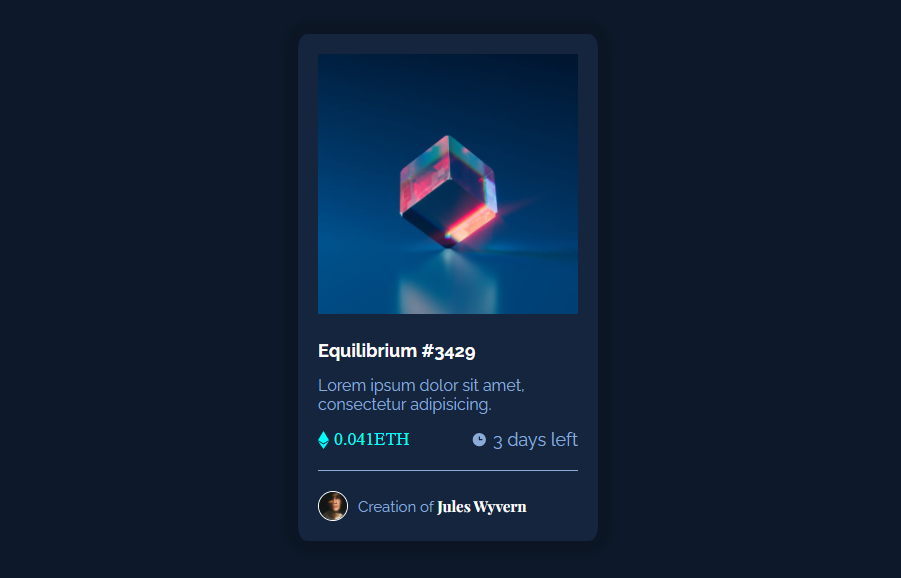 Equilibrium #3429
Lorem ipsum dolor sit amet,
consectetur adipisicing.
0.041ETH 3 days left
Creation of Jules Wyvern